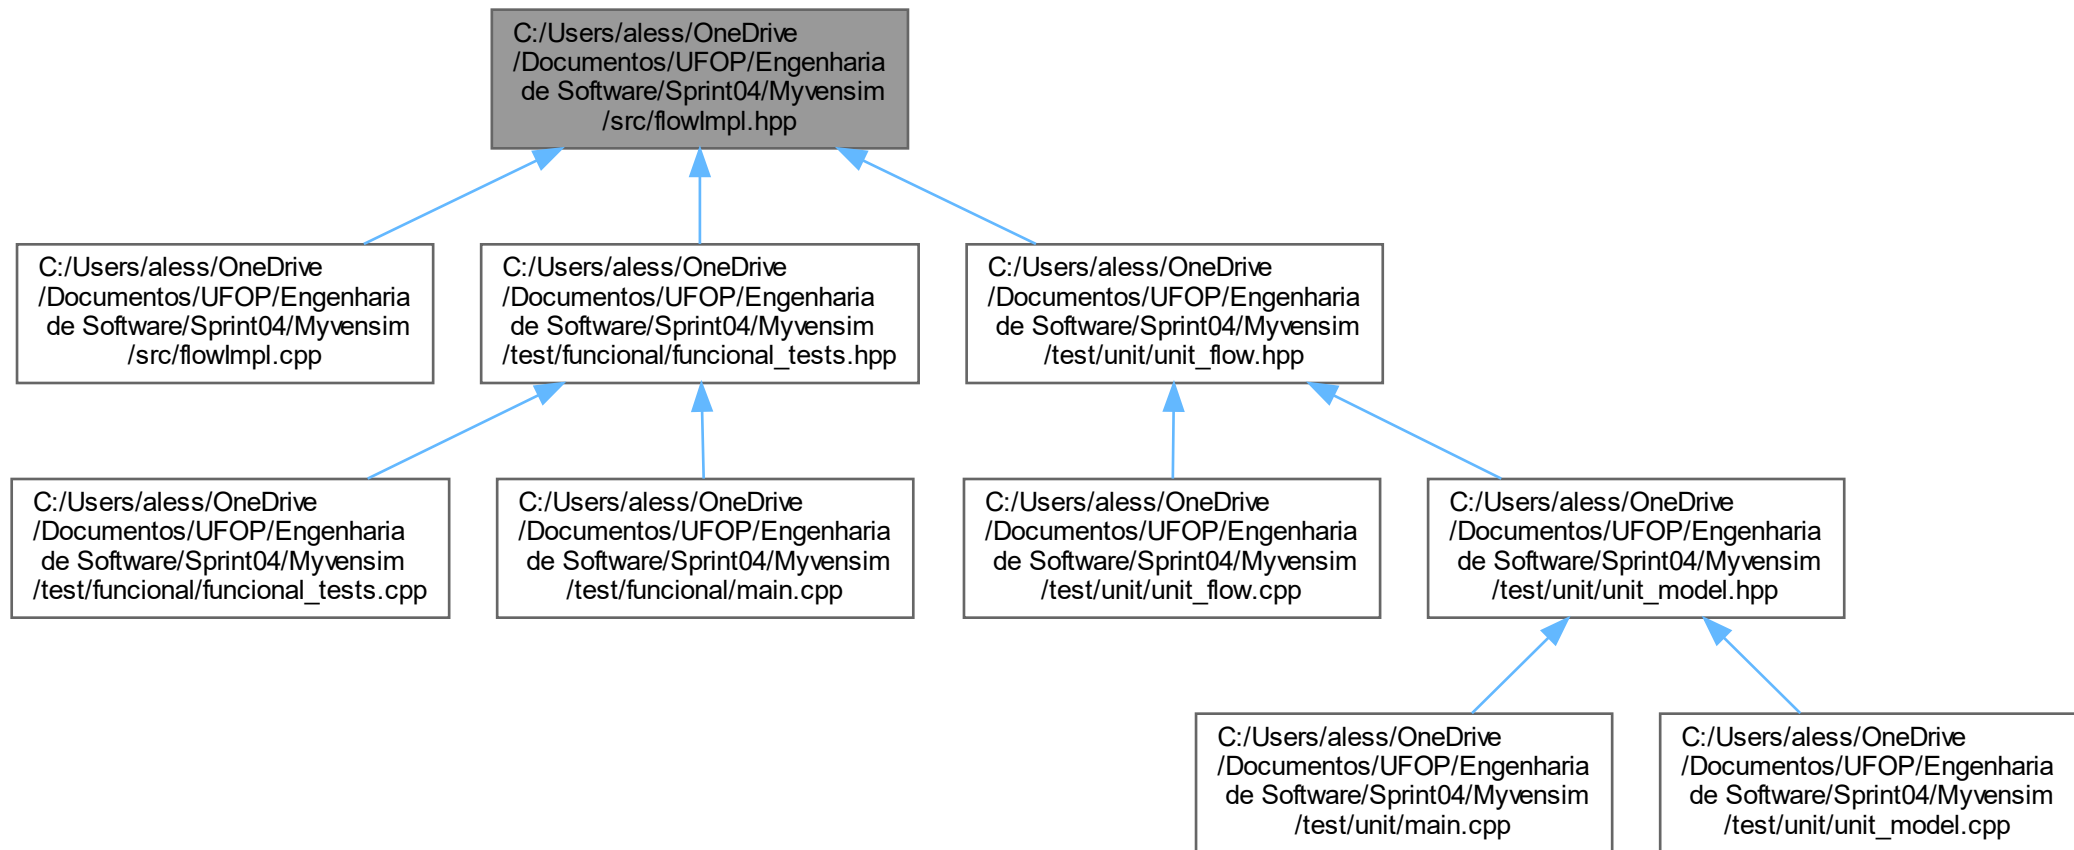 C:/Users/aless/OneDrive
/Documentos/UFOP/Engenharia
de Software/Sprint04/Myvensim
/src/flowImpl.hpp
C:/Users/aless/OneDrive
/Documentos/UFOP/Engenharia
de Software/Sprint04/Myvensim
/src/flowImpl.cpp
C:/Users/aless/OneDrive
/Documentos/UFOP/Engenharia
de Software/Sprint04/Myvensim
/test/funcional/funcional_tests.hpp
C:/Users/aless/OneDrive
/Documentos/UFOP/Engenharia
de Software/Sprint04/Myvensim
/test/unit/unit_flow.hpp
C:/Users/aless/OneDrive
/Documentos/UFOP/Engenharia
de Software/Sprint04/Myvensim
/test/funcional/funcional_tests.cpp
C:/Users/aless/OneDrive
/Documentos/UFOP/Engenharia
de Software/Sprint04/Myvensim
/test/funcional/main.cpp
C:/Users/aless/OneDrive
/Documentos/UFOP/Engenharia
de Software/Sprint04/Myvensim
/test/unit/unit_flow.cpp
C:/Users/aless/OneDrive
/Documentos/UFOP/Engenharia
de Software/Sprint04/Myvensim
/test/unit/unit_model.hpp
C:/Users/aless/OneDrive
/Documentos/UFOP/Engenharia
de Software/Sprint04/Myvensim
/test/unit/main.cpp
C:/Users/aless/OneDrive
/Documentos/UFOP/Engenharia
de Software/Sprint04/Myvensim
/test/unit/unit_model.cpp